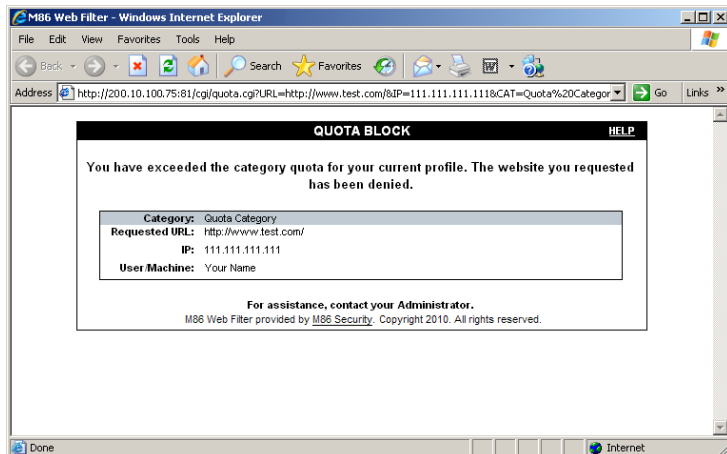 M86 Web Filter - Windows Internet Explorer
File Edit View Favorites Tools Help
Back Search Favorites
Address http://200.10.100.75:81/cgi/quota.cgi?URL=http://www.test.com/&IP=111.111.111.111&CAT=Quota%20Categor Go Links »
QUOTA BLOCK HELP
You have exceeded the category quota for your current profile. The website you requested
has been denied.
Category: Quota Category
Requested URL: http://www.test.com/
IP: 111.111.111.111
User/Machine: Your Name
For assistance, contact your Administrator.
M86 Web Filter provided by M86 Security. Copyright 2010. All rights reserved.
Done Internet